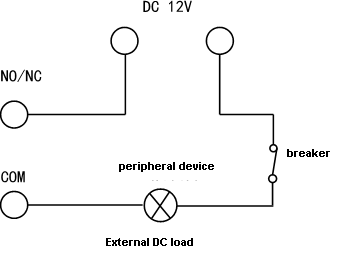 DC 12V
NO/NC
breaker
peripheral device
COM
External DC load